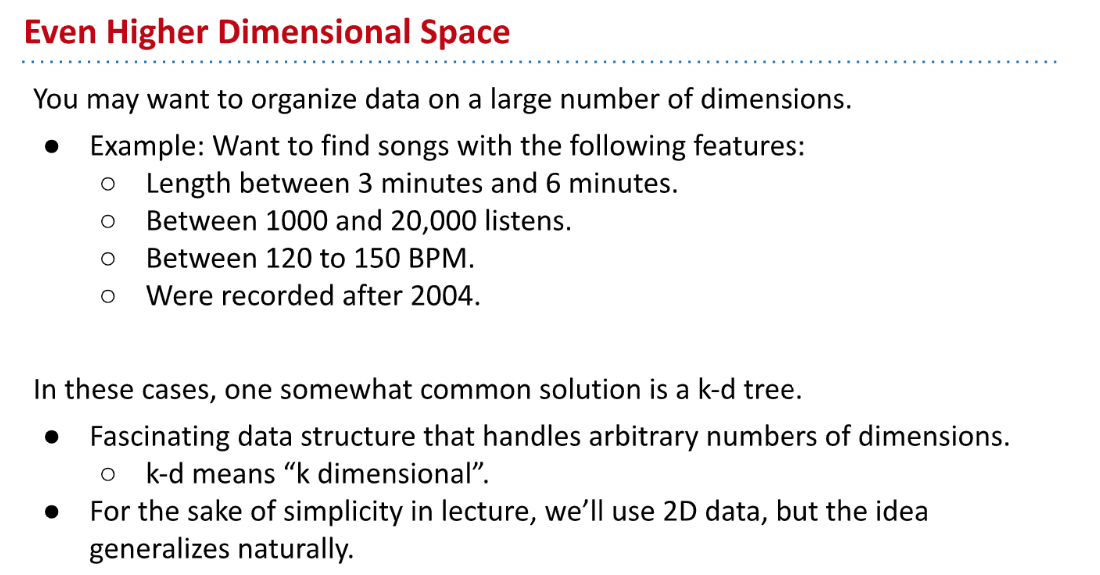 Even Higher Dimensional Space
You may want to organize data on a large number of dimensions.
● Example: Want to find songs with the following features:
○ Length between 3 minutes and 6 minutes.
○ Between 1000 and 20,000 listens.
○ Between 120 to 150 BPM.
○ Were recorded after 2004.
In these cases, one somewhat common solution is a k-d tree.
● Fascinating data structure that handles arbitrary numbers of dimensions.
○ k-d means “k dimensional”.
● For the sake of simplicity in lecture, we’ll use 2D data, but the idea
generalizes naturally.